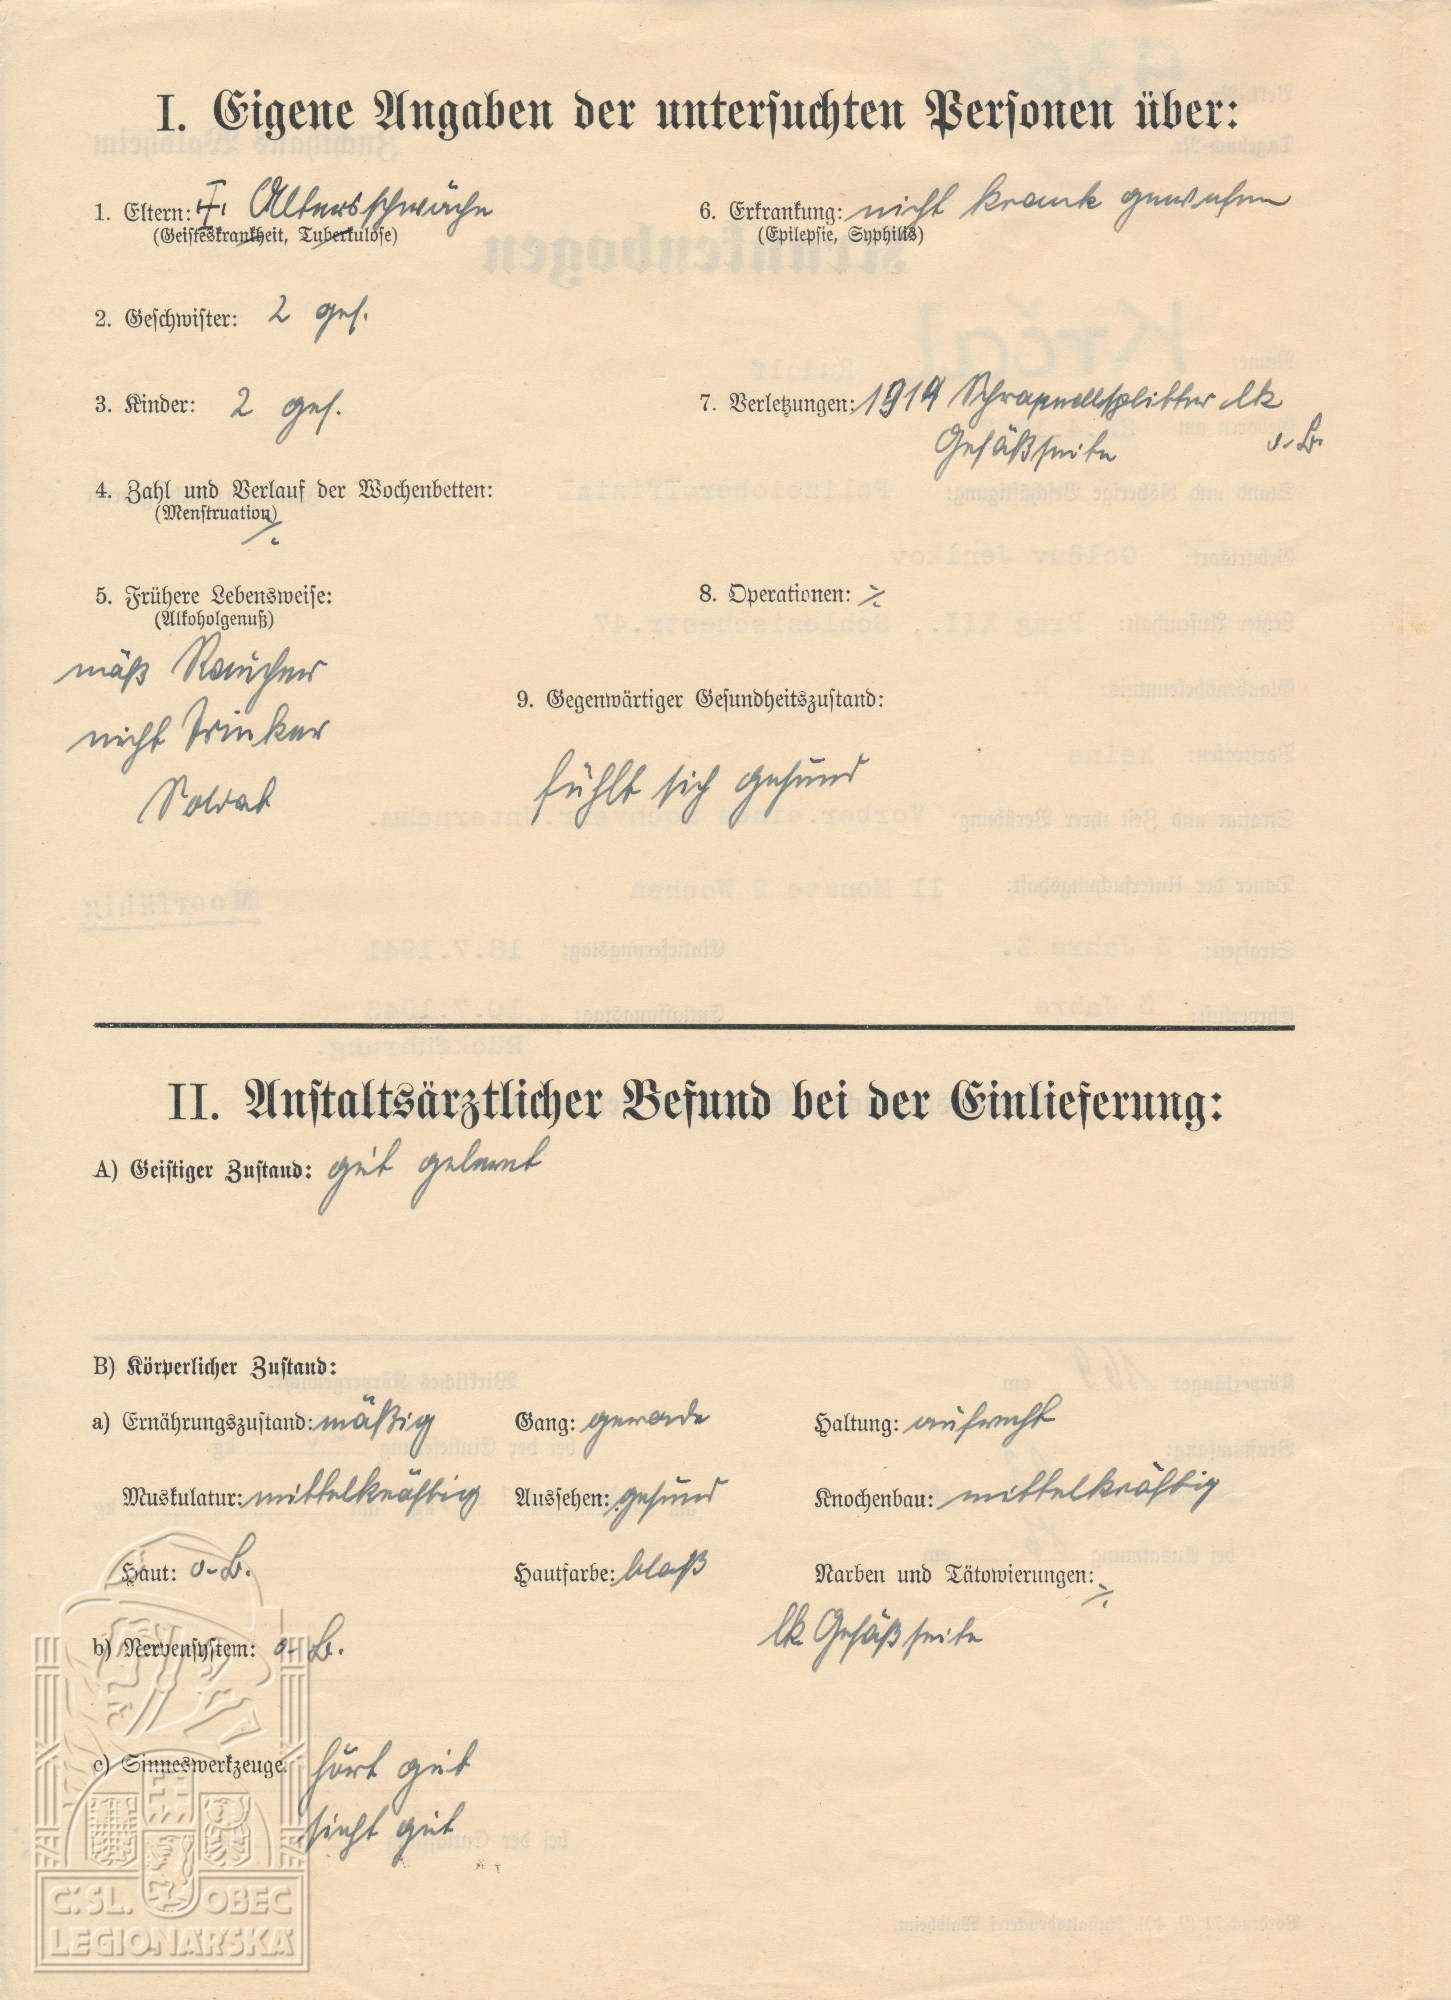 I. Eigene Angaben der untersuchten Personen über:
1. Eltern: Altersschwäche
(Geisteskrankheit, Tuberkulose)
6. Erkrankung: nicht krank gewesen
(Epilepsie, Syphilis)
2. Geschwister: 2 ges.
3. Kinder: 2 ges.
7. Verletzungen: 1914 Schrapnellsplitter lk
Gesäßseite o. B.
4. Zahl und Verlauf der Wochenbetten:
(Menstruation)
./.
5. Frühere Lebensweise:
(Alkoholgenuß)
mäß Raucher
nicht Trinker
Soldat
8. Operationen: ./.
9. Gegenwärtiger Gesundheitszustand:
fühlt sich gesund
II. Anstaltsärztlicher Befund bei der Einlieferung:
A) Geistiger Zustand: gut gelernt
B) Körperlicher Zustand:
a) Ernährungszustand: mäßig Gang: gerade Haltung: aufrecht
Muskulatur: mittelkräftig Aussehen: gesund Knochenbau: mittelkräftig
Haut: o. B. Hautfarbe: blaß Narben und Tätowierungen: ./.
lk Gesäßseite
b) Nervensystem: o. B.
c) Sinneswerkzeuge: hört gut
sieht gut
Č.SL. OBEC
LEGIONÁŘSKÁ